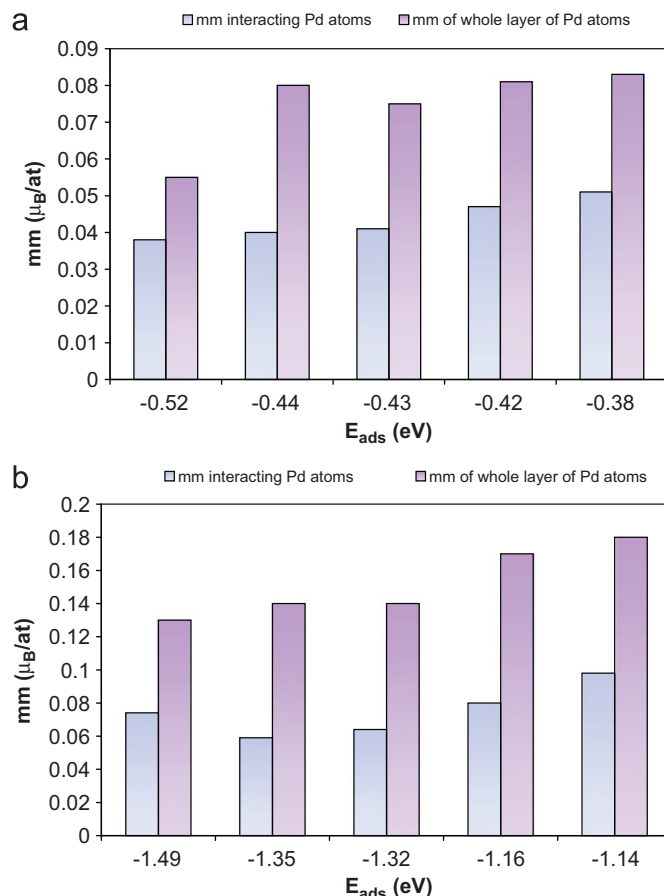 a
mm interacting Pd atoms mm of whole layer of Pd atoms
0.09
0.08
0.07
0.06
0.05
0.04
0.03
0.02
0.01
0
mm (μB/at)
-0.52 -0.44 -0.43 -0.42 -0.38
Eads (eV)
b
mm interacting Pd atoms mm of whole layer of Pd atoms
0.2
0.18
0.16
0.14
0.12
0.1
0.08
0.06
0.04
0.02
0
mm (μB/at)
-1.49 -1.35 -1.32 -1.16 -1.14
Eads (eV)